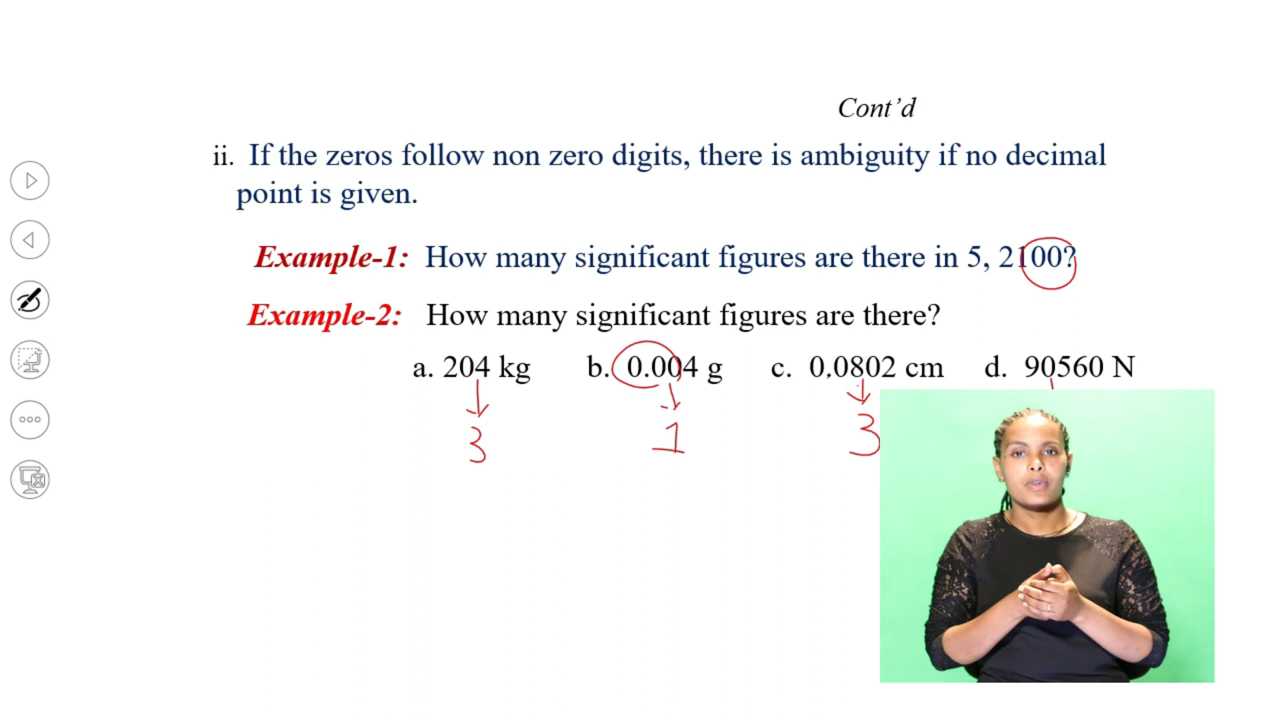 Cont’d
ii. If the zeros follow non zero digits, there is ambiguity if no decimal
point is given.
Example-1: How many significant figures are there in 5, 2100?
Example-2: How many significant figures are there?
a. 204 kg b. 0.004 g c. 0.0802 cm d. 90560 N
3 1 3